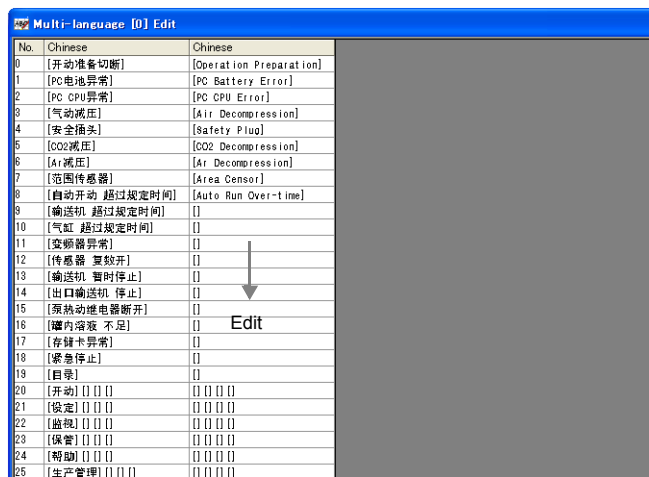 Multi-language [0] Edit
No. Chinese Chinese
0 [开动准备切断] [Operation Preparation]
1 [PC电池异常] [PC Battery Error]
2 [PC CPU异常] [PC CPU Error]
3 [气动减压] [Air Decompression]
4 [安全插头] [Safety Plug]
5 [CO2减压] [CO2 Decompression]
6 [Ar减压] [Ar Decompression]
7 [范围传感器] [Area Censor]
8 [自动开动 超过规定时间] [Auto Run Over-time]
9 [输送机 超过规定时间] []
10 [气缸 超过规定时间] []
11 [变频器异常] []
12 [传感器 复数开] []
13 [输送机 暂时停止] []
14 [出口输送机 停止] []
15 [泵热动继电器断开] []
16 [罐内溶液 不足] []
Edit
17 [存储卡异常] []
18 [紧急停止] []
19 [目录] []
20 [开动] [] [] [] [] [] [] []
21 [设定] [] [] [] [] [] [] []
22 [监视] [] [] [] [] [] [] []
23 [保管] [] [] [] [] [] [] []
24 [帮助] [] [] [] [] [] [] []
25 [生产管理] [] [] [] [] [] [] []